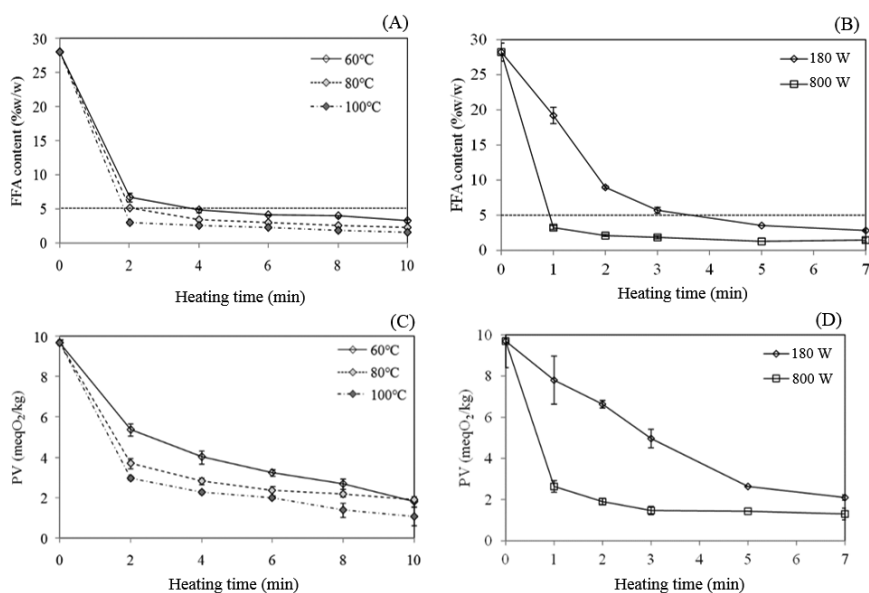 (A)
30
25
20
15
10
5
0
FFA content (%w/w)
60℃
80℃
100℃
0 2 4 6 8 10
Heating time (min)
(B)
30
25
20
15
10
5
0
FFA content (%w/w)
180 W
800 W
0 1 2 3 4 5 6 7
Heating time (min)
(C)
10
8
6
4
2
0
PV (meqO₂/kg)
60℃
80℃
100℃
0 2 4 6 8 10
Heating time (min)
(D)
10
8
6
4
2
0
PV (meqO₂/kg)
180 W
800 W
0 1 2 3 4 5 6 7
Heating time (min)